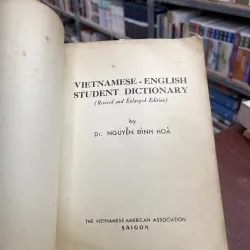 VIETNAMESE - ENGLISH
STUDENT DICTIONARY
(Revised and Enlarged Edition)
by
Dr. NGUYỄN ĐÌNH HOÀ
THE VIETNAMESE AMERICAN ASSOCIATION
SAIGON